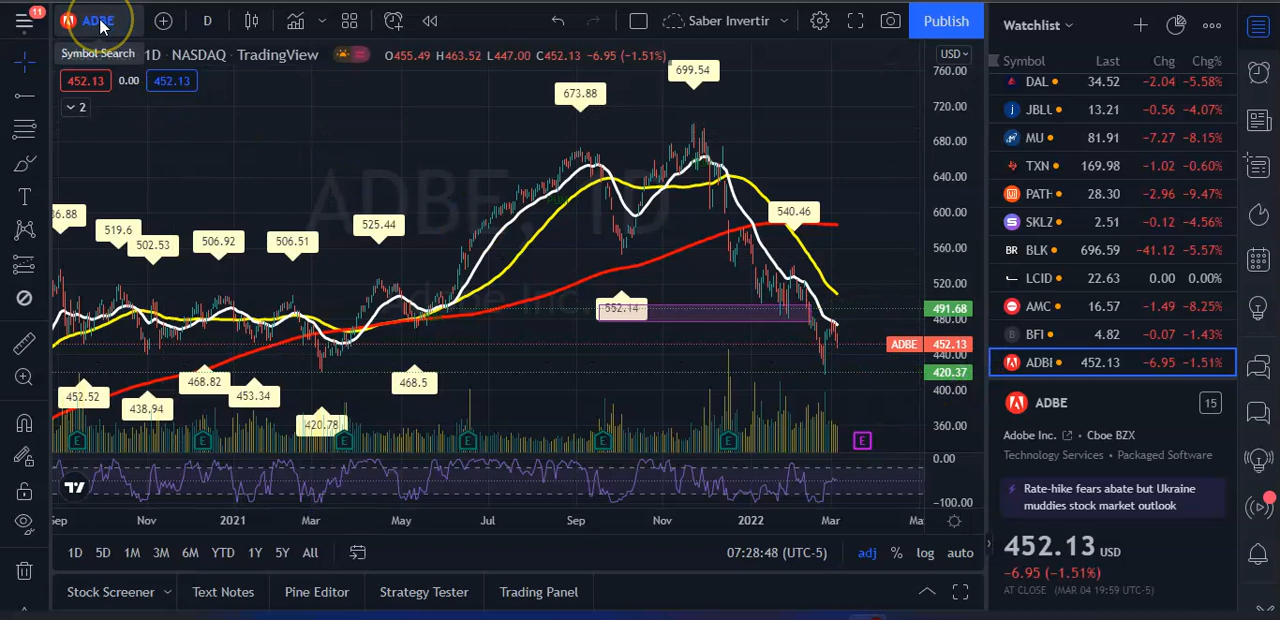 11
ADBE
D
Saber Invertir
Publish
Symbol Search
1D · NASDAQ · TradingView
O455.49 H463.52 L447.00 C452.13 −6.95 (−1.51%)
USD
452.13 0.00 452.13
2
ADBE, 1D
Adobe Inc.
699.54
673.88
36.88
519.6
502.53
506.92
506.51
525.44
540.46
552.14
452.52
438.94
468.82
453.34
420.78
468.5
760.00
720.00
680.00
640.00
600.00
560.00
520.00
491.68
480.00
ADBE 452.13
440.00
420.37
400.00
360.00
E E E E E E E
0.00
−100.00
Sep Nov 2021 Mar May Jul Sep Nov 2022 Mar Ma
1D 5D 1M 3M 6M YTD 1Y 5Y All
07:28:48 (UTC-5) adj % log auto
Stock Screener Text Notes Pine Editor Strategy Tester Trading Panel
Watchlist
Symbol Last Chg Chg%
DAL 34.52 −2.04 −5.58%
JBLU 13.21 −0.56 −4.07%
MU 81.91 −7.27 −8.15%
TXN 169.98 −1.02 −0.60%
PATH 28.30 −2.96 −9.47%
SKLZ 2.51 −0.12 −4.56%
BLK 696.59 −41.12 −5.57%
LCID 22.63 0.00 0.00%
AMC 16.57 −1.49 −8.25%
BFI 4.82 −0.07 −1.43%
ADBI 452.13 −6.95 −1.51%
ADBE
15
Adobe Inc. • Cboe BZX
Technology Services • Packaged Software
Rate-hike fears abate but Ukraine
muddies stock market outlook
452.13 USD
−6.95 (−1.51%)
AT CLOSE (MAR 04 19:59 UTC-5)